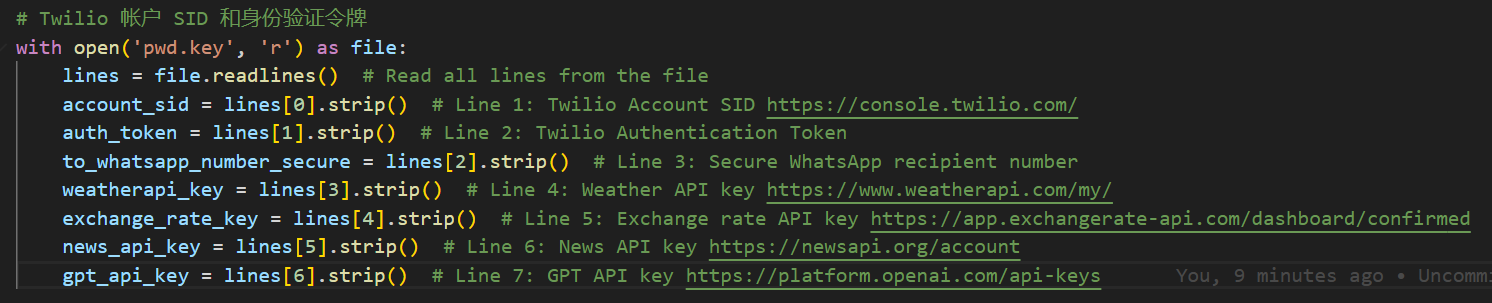 # Twilio 帐户 SID 和身份验证令牌
with open('pwd.key', 'r') as file:
    lines = file.readlines()  # Read all lines from the file
    account_sid = lines[0].strip()  # Line 1: Twilio Account SID https://console.twilio.com/
    auth_token = lines[1].strip()  # Line 2: Twilio Authentication Token
    to_whatsapp_number_secure = lines[2].strip()  # Line 3: Secure WhatsApp recipient number
    weatherapi_key = lines[3].strip()  # Line 4: Weather API key https://www.weatherapi.com/my/
    exchange_rate_key = lines[4].strip()  # Line 5: Exchange rate API key https://app.exchangerate-api.com/dashboard/confirmed
    news_api_key = lines[5].strip()  # Line 6: News API key https://newsapi.org/account
    gpt_api_key = lines[6].strip()  # Line 7: GPT API key https://platform.openai.com/api-keys You, 9 minutes ago • Uncommi